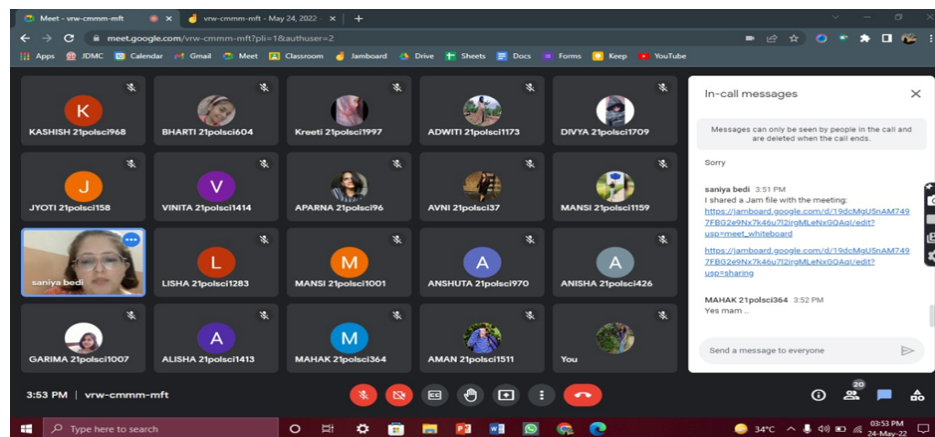 Meet - vrw-cmmm-mft
vrw-cmmm-mft - May 24, 2022 -
meet.google.com/vrw-cmmm-mft?pli=1&authuser=2
Apps JDMC Calendar Gmail Meet Classroom Jamboard Drive Sheets Docs Forms Keep YouTube
K
KASHISH 21polsci968
BHARTI 21polsci604
Kreeti 21polsci1997
ADWITI 21polsci1173
DIVYA 21polsci1709
J
JYOTI 21polsci158
V
VINITA 21polsci1414
APARNA 21polsci96
AVNI 21polsci37
MANSI 21polsci1159
saniya bedi
L
LISHA 21polsci1283
M
MANSI 21polsci1001
A
ANSHUTA 21polsci970
A
ANISHA 21polsci426
GARIMA 21polsci1007
A
ALISHA 21polsci1413
M
MAHAK 21polsci364
AMAN 21polsci1511
You
In-call messages
Messages can only be seen by people in the call and
are deleted when the call ends.
Sorry
saniya bedi 3:51 PM
I shared a Jam file with the meeting:
https://jamboard.google.com/d/19dcMgU5nAM749
7FBG2e9Nx7k46u7l2irgMLeNxGQAqI/edit?
usp=meet_whiteboard
https://jamboard.google.com/d/19dcMgU5nAM749
7FBG2e9Nx7k46u7l2irgMLeNxGQAqI/edit?
usp=sharing
MAHAK 21polsci364 3:52 PM
Yes mam ..
Send a message to everyone
3:53 PM | vrw-cmmm-mft
20
Type here to search
34°C
03:53 PM
24-May-22